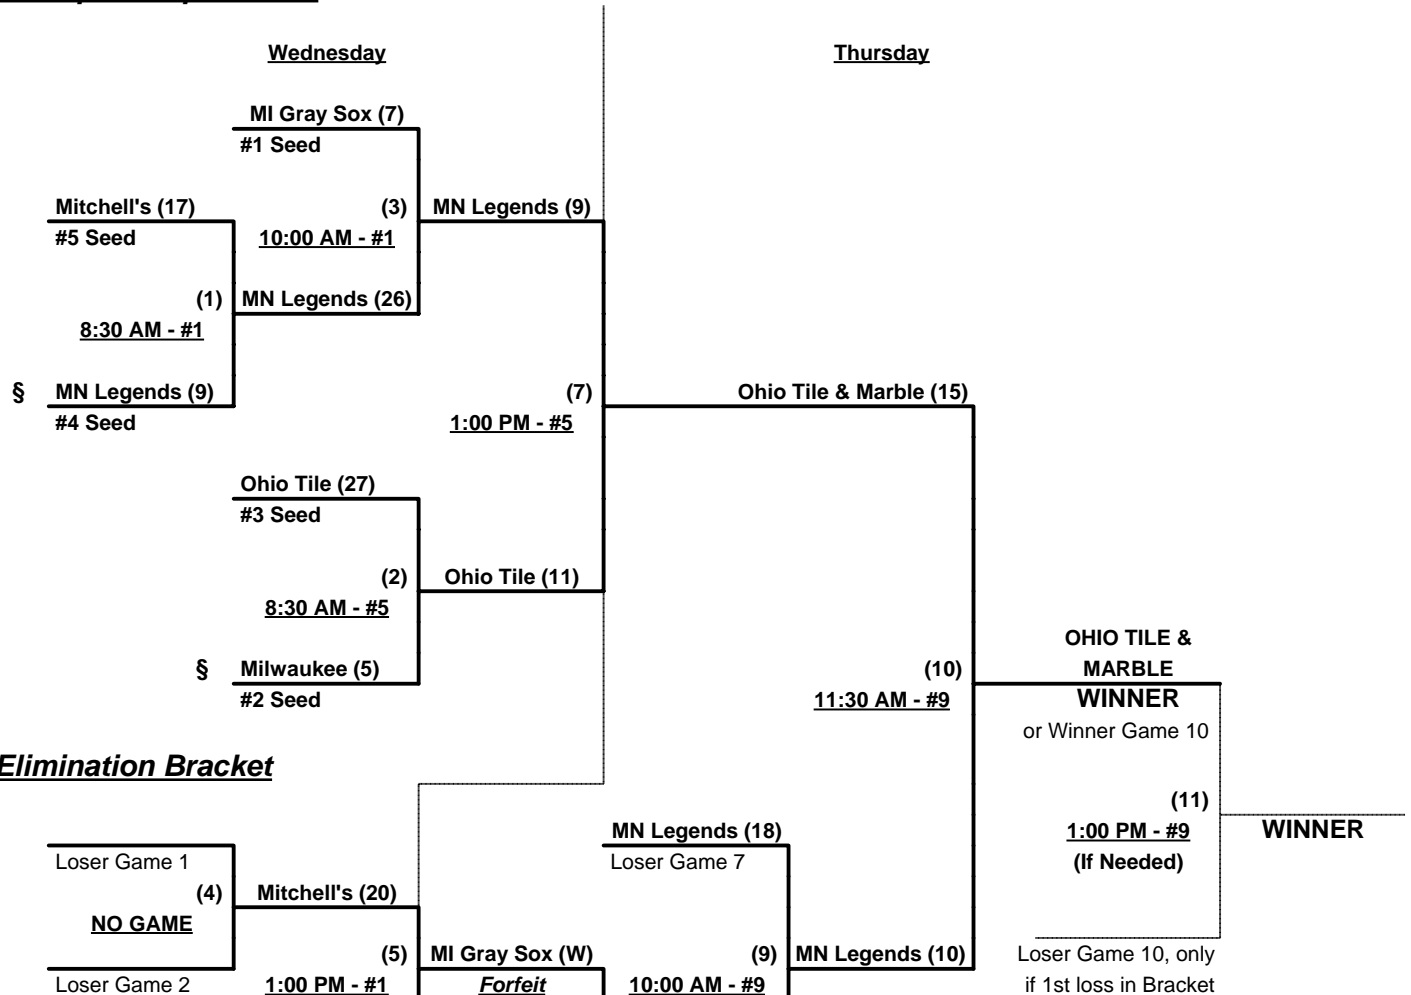 Wednesday
Thursday
MI Gray Sox (7)
#1 Seed
Mitchell's (17)
(3)
MN Legends (9)
#5 Seed
10:00 AM - #1
(1)
MN Legends (26)
8:30 AM - #1
§
MN Legends (9)
(7)
Ohio Tile & Marble (15)
#4 Seed
1:00 PM - #5
Ohio Tile (27)
#3 Seed
(2)
Ohio Tile (11)
8:30 AM - #5
OHIO TILE &
§
Milwaukee (5)
(10)
MARBLE
#2 Seed
11:30 AM - #9
WINNER
or Winner Game 10
Elimination Bracket
(11)
MN Legends (18)
1:00 PM - #9
WINNER
Loser Game 1
Loser Game 7
(If Needed)
(4)
Mitchell's (20)
NO GAME
(5)
MI Gray Sox (W)
(9)
MN Legends (10)
Loser Game 10, only
Loser Game 2
1:00 PM - #1
Forfeit
10:00 AM - #9
if 1st loss in Bracket